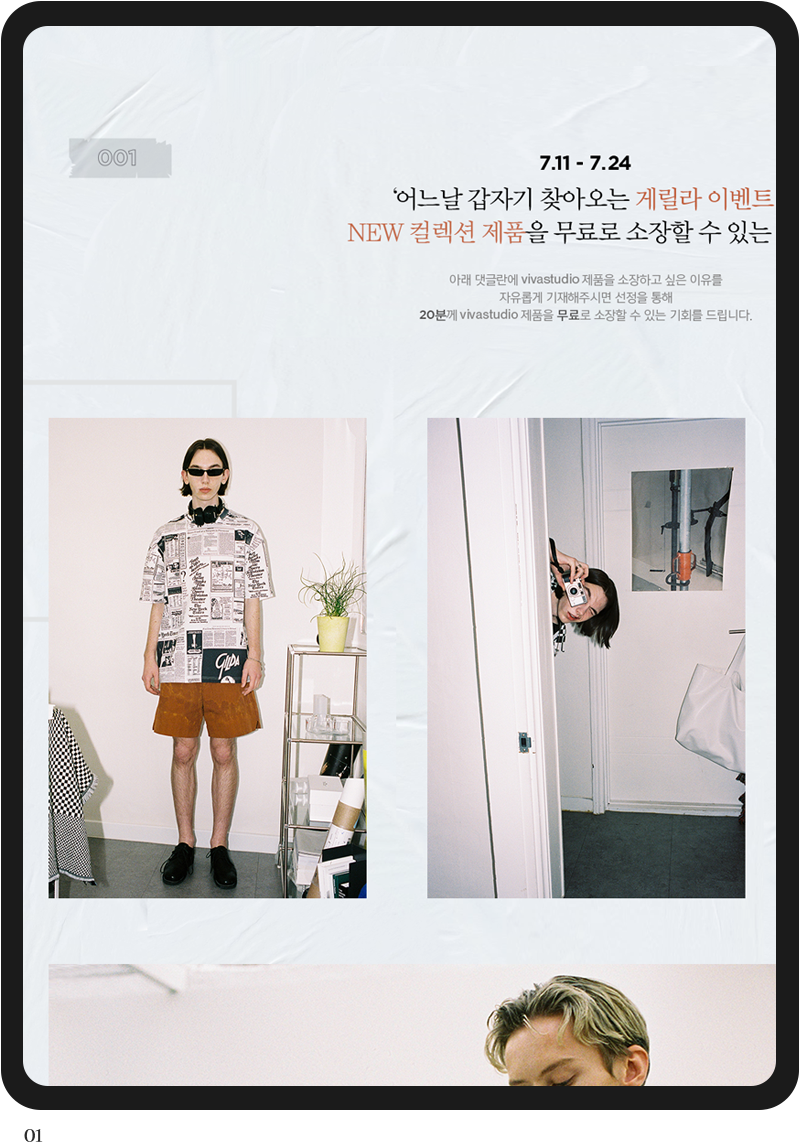 001
7.11 - 7.24
‘어느날 갑자기 찾아오는 게릴라 이벤트
NEW 컬렉션 제품을 무료로 소장할 수 있는
아래 댓글란에 vivastudio 제품을 소장하고 싶은 이유를
자유롭게 기재해주시면 선정을 통해
20분께 vivastudio 제품을 무료로 소장할 수 있는 기회를 드립니다.
GILDA
01